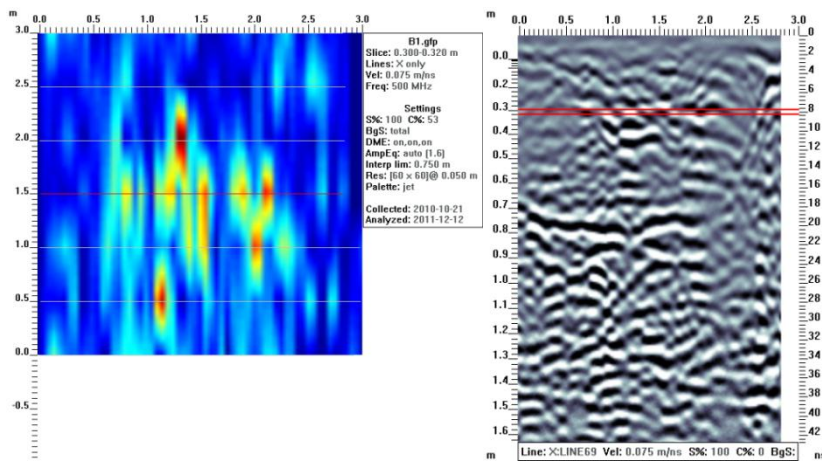 m
3.0
2.5
2.0
1.5
1.0
0.5
0.0
-0.5
m
0.0 0.5 1.0 1.5 2.0 2.5 3.0
B1.gfp
Slice: 0.300-0.320 m
Lines: X only
Vel: 0.075 m/ns
Freq: 500 MHz
Settings
S%: 100 C%: 53
BgS: total
DME: on,on,on
AmpEq: auto [1.6]
Interp lim: 0.750 m
Res: [60 x 60]@ 0.050 m
Palette: jet
Collected: 2010-10-21
Analyzed: 2011-12-12
m 0.0 0.5 1.0 1.5 2.0 2.5 3.0 ns
0.0
0.1
0.3
0.4
0.5
0.6
0.8
0.9
1.0
1.1
1.3
1.4
1.5
1.6
m
0
2
4
6
8
10
12
14
16
18
20
22
24
26
28
30
32
34
36
38
40
42
ns
Line: X:LINE69 Vel: 0.075 m/ns S%: 100 C%: 0 BgS: